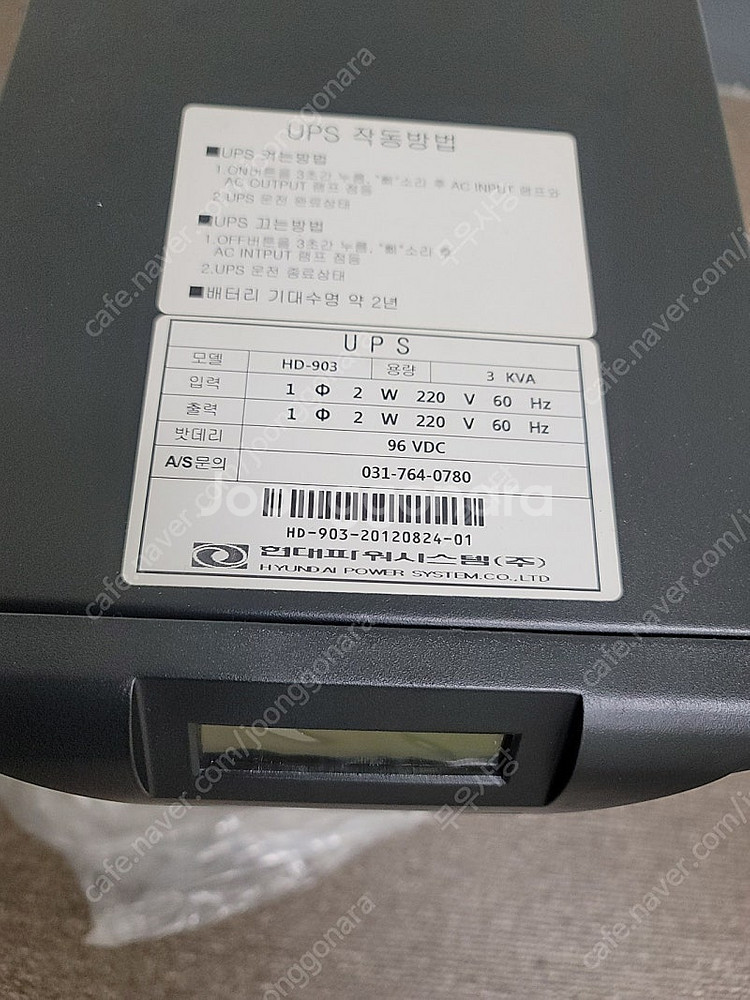 UPS 작동방법
■UPS 켜는방법
1.ON버튼을 3초간 누름, "삑"소리 후 AC INPUT 램프와
AC OUTPUT 램프 점등
2.UPS 운전 완료상태
■UPS 끄는방법
1.OFF버튼을 3초간 누름, "삑"소리 후
AC INTPUT 램프 점등
2.UPS 운전 종료상태
■배터리 기대수명 약 2년
UPS
모델 HD-903 용량 3 KVA
입력 1 Φ 2 W 220 V 60 Hz
출력 1 Φ 2 W 220 V 60 Hz
밧데리 96 VDC
A/S문의 031-764-0780
HD-903-20120824-01
현대파워시스템(주)
HYUNDAI POWER SYSTEM.CO.,LTD
Joonggonara
cafe.naver.com/joonggonara